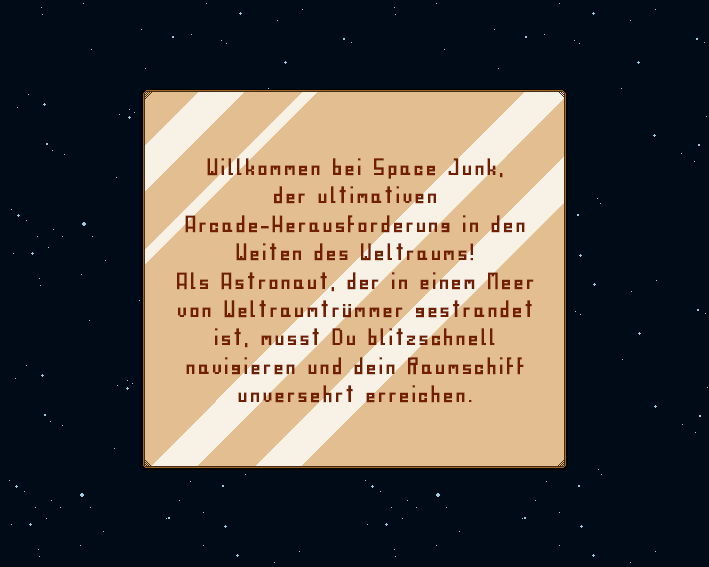 Willkommen bei Space Junk,
der ultimativen
Arcade-Herausforderung in den
Weiten des Weltraums!
Als Astronaut, der in einem Meer
von Weltraumtrümmer gestrandet
ist, musst Du blitzschnell
navigieren und dein Raumschiff
unversehrt erreichen.